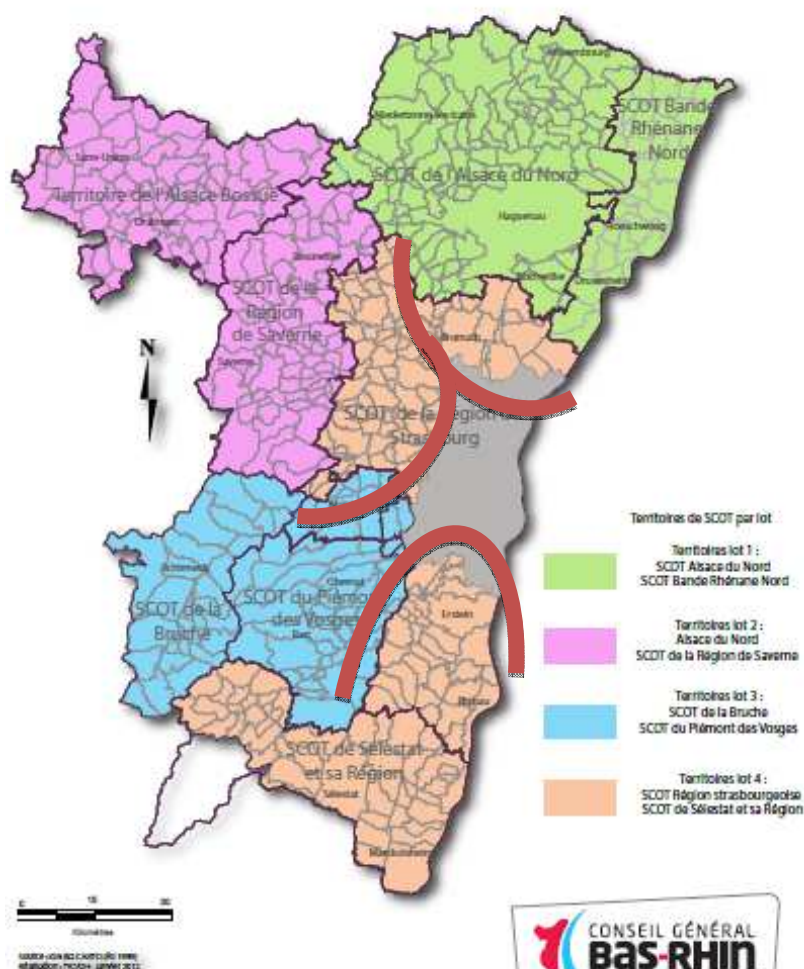 SCOT Bande
Rhénane
Nord
SCOT de l'Alsace du Nord
Haguenau
Territoire de l'Alsace Bossue
SCOT de la
Région
de Saverne
Saverne
N
SCOT de la Région
Strasbourg
SCOT de la
Bruche
SCOT du Piémont
des Vosges
Barr
Erstein
SCOT de Sélestat
et sa Région
Sélestat
Territoires de SCOT par lot
Territoires lot 1 :
SCOT Alsace du Nord
SCOT Bande Rhénane Nord
Territoires lot 2 :
Alsace du Nord
SCOT de la Région de Saverne
Territoires lot 3 :
SCOT de la Bruche
SCOT du Piémont des Vosges
Territoires lot 4 :
SCOT Région strasbourgeoise
SCOT de Sélestat et sa Région
Kilomètres
CONSEIL GÉNÉRAL
BAS-RHIN